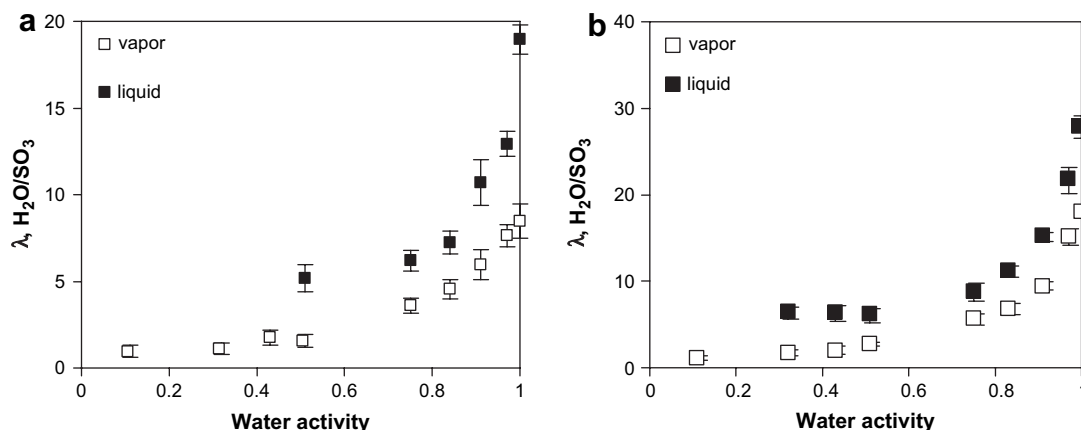 a
20
15
10
5
0
λ, H2O/SO3
vapor
liquid
0 0.2 0.4 0.6 0.8 1
Water activity
b
40
30
20
10
0
λ, H2O/SO3
vapor
liquid
0 0.2 0.4 0.6 0.8 1
Water activity